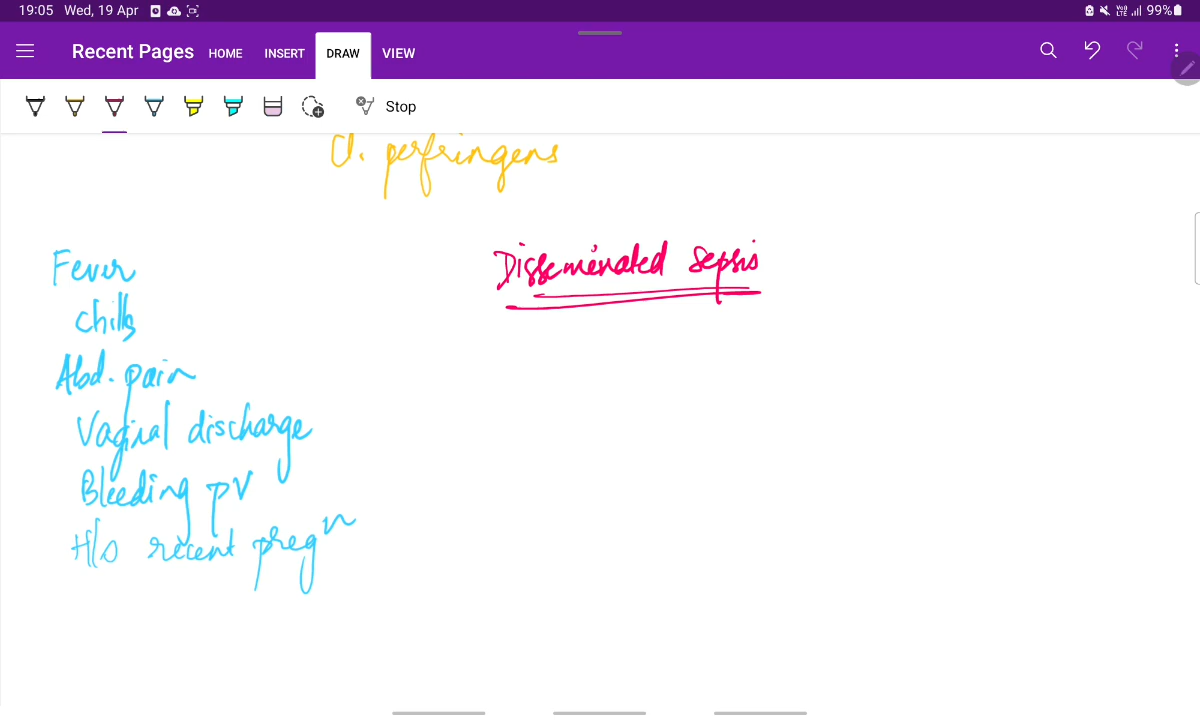 19:05 Wed, 19 Apr 99%
Recent Pages HOME INSERT DRAW VIEW
Stop
Cl. perfringens
Disseminated sepsis
Fever
chills
Abd. pain
Vaginal discharge
Bleeding pv
H/o recent pregn